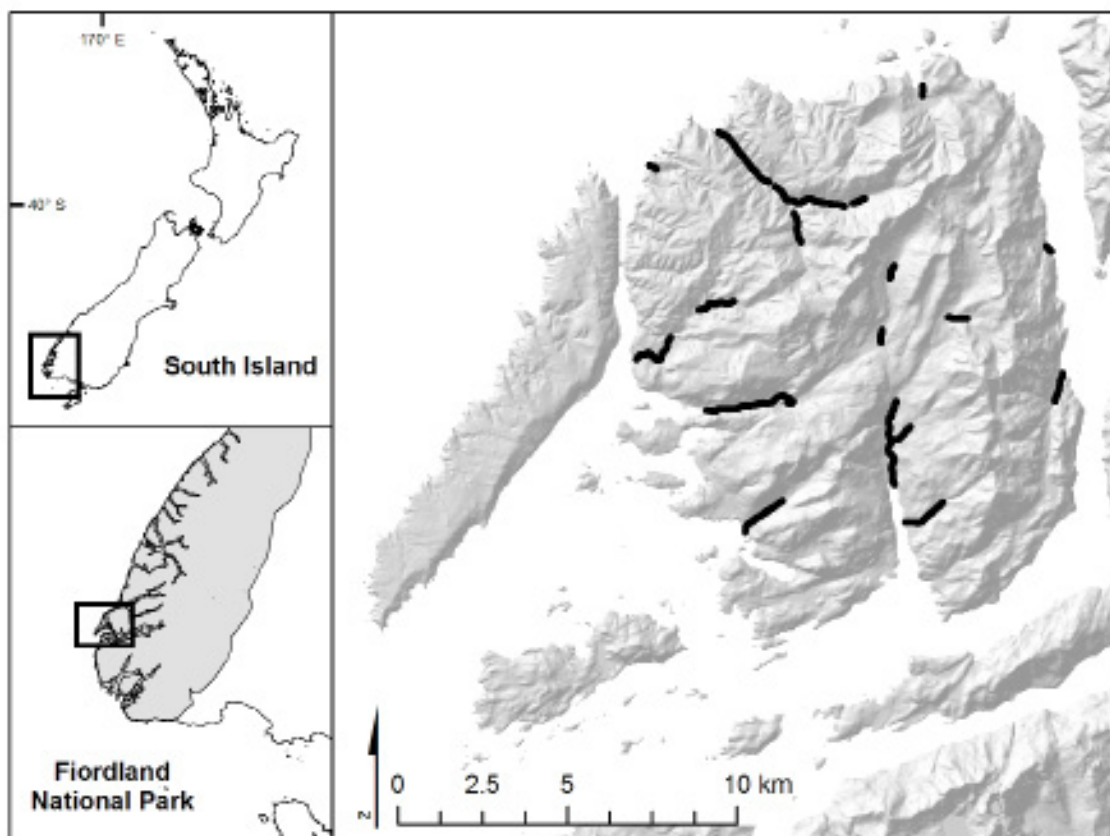 170° E
40° S
South Island
Fiordland
National Park
0 2.5 5 10 km
z